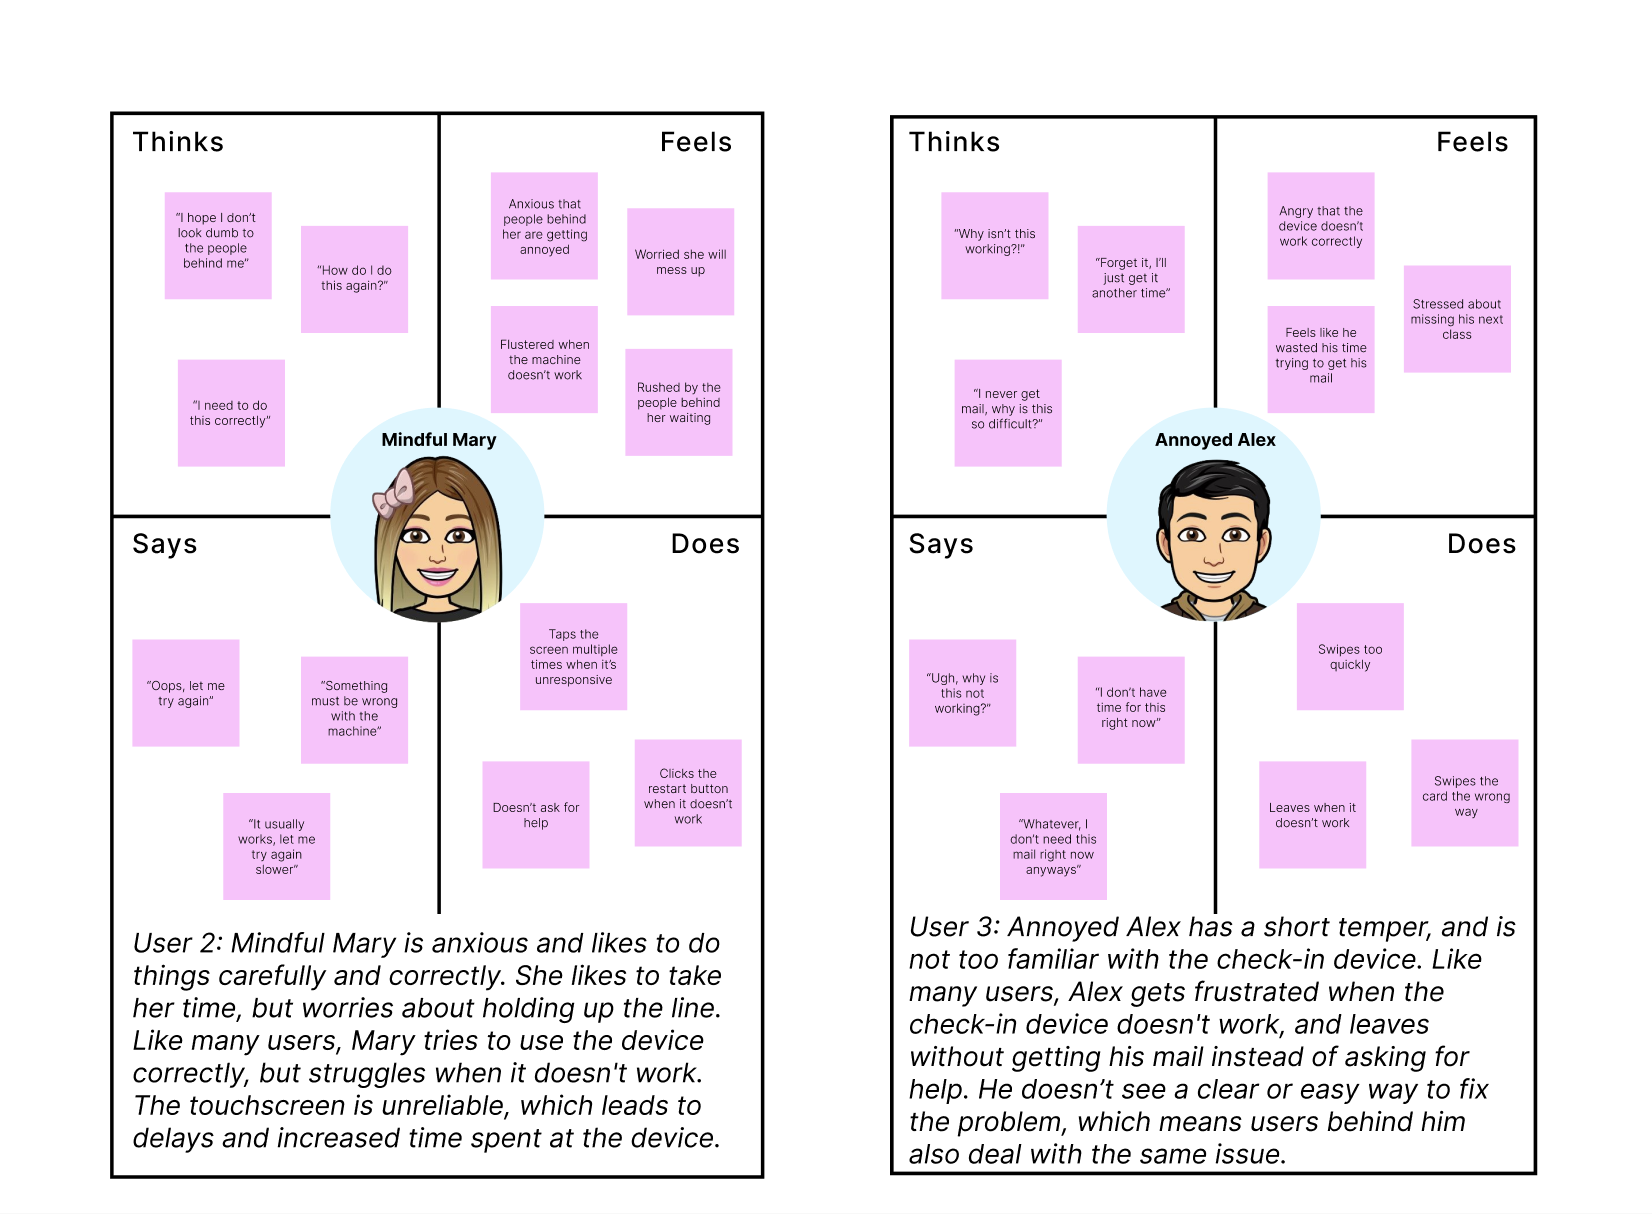 Thinks
Feels
“I hope I don’t
look dumb to
the people
behind me”
“How do I do
this again?”
“I need to do
this correctly”
Anxious that
people behind
her are getting
annoyed
Worried she will
mess up
Flustered when
the machine
doesn’t work
Rushed by the
people behind
her waiting
Mindful Mary
Says
Does
“Oops, let me
try again”
“Something
must be wrong
with the
machine”
“It usually
works, let me
try again
slower”
Taps the
screen multiple
times when it’s
unresponsive
Doesn’t ask for
help
Clicks the
restart button
when it doesn’t
work
User 2: Mindful Mary is anxious and likes to do
things carefully and correctly. She likes to take
her time, but worries about holding up the line.
Like many users, Mary tries to use the device
correctly, but struggles when it doesn't work.
The touchscreen is unreliable, which leads to
delays and increased time spent at the device.
Thinks
Feels
“Why isn’t this
working?!”
“Forget it, I’ll
just get it
another time”
“I never get
mail, why is this
so difficult?”
Angry that the
device doesn’t
work correctly
Stressed about
missing his next
class
Feels like he
wasted his time
trying to get his
mail
Annoyed Alex
Says
Does
“Ugh, why is
this not
working?”
“I don’t have
time for this
right now”
“Whatever, I
don’t need this
mail right now
anyways”
Swipes too
quickly
Leaves when it
doesn’t work
Swipes the
card the wrong
way
User 3: Annoyed Alex has a short temper, and is
not too familiar with the check-in device. Like
many users, Alex gets frustrated when the
check-in device doesn't work, and leaves
without getting his mail instead of asking for
help. He doesn’t see a clear or easy way to fix
the problem, which means users behind him
also deal with the same issue.